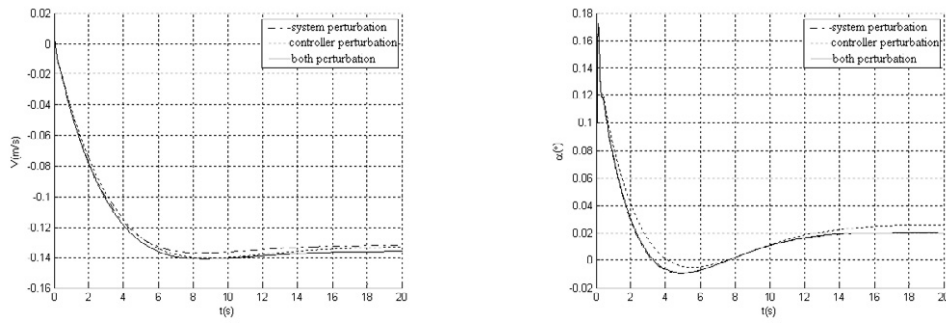 0.02
0
-0.02
-0.04
-0.06
-0.08
-0.1
-0.12
-0.14
-0.16
V(m/s)
system perturbation
controller perturbation
both perturbation
0 2 4 6 8 10 12 14 16 18 20
t(s)
0.18
0.16
0.14
0.12
0.1
0.08
0.06
0.04
0.02
0
-0.02
α(°)
system perturbation
controller perturbation
both perturbation
0 2 4 6 8 10 12 14 16 18 20
t(s)